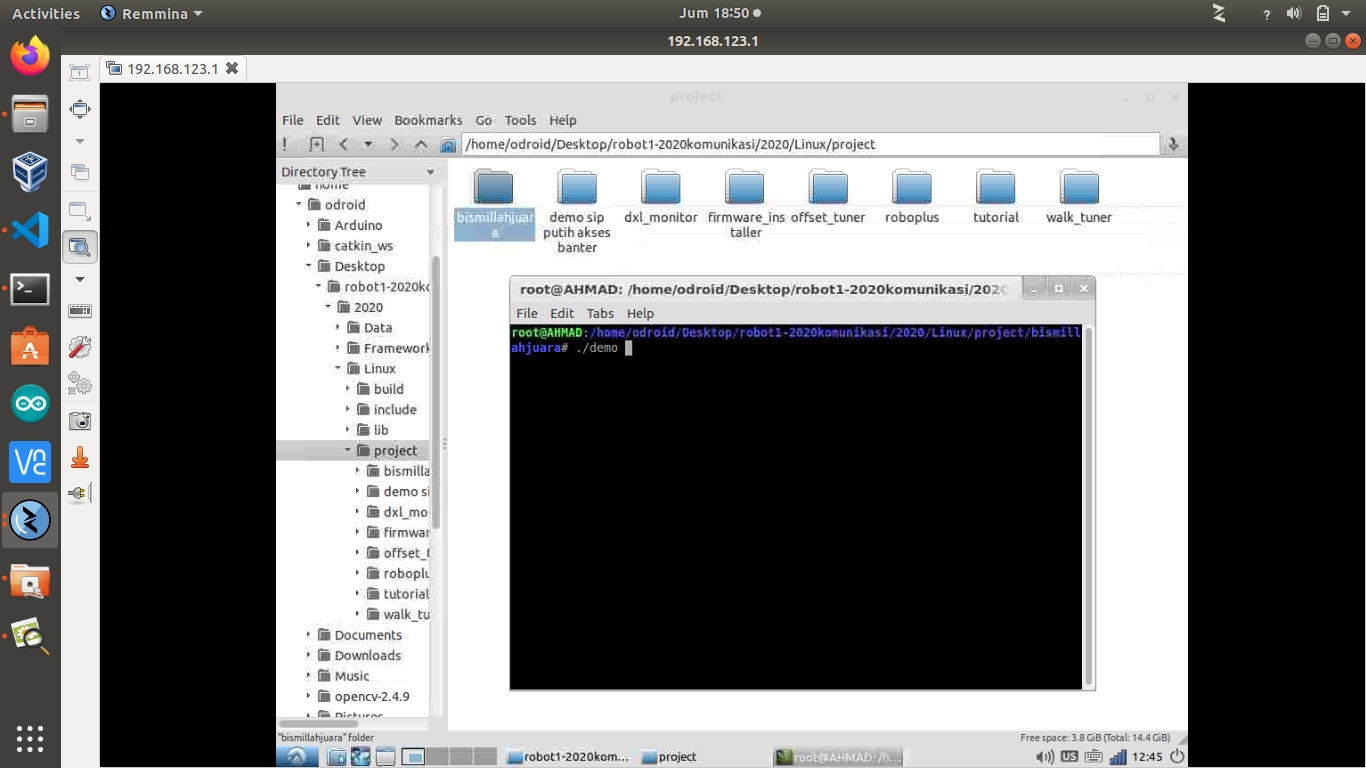 Activities
Remmina
Jum 18:50
192.168.123.1
192.168.123.1
project
File Edit View Bookmarks Go Tools Help
/home/odroid/Desktop/robot1-2020komunikasi/2020/Linux/project
Directory Tree
home
odroid
Arduino
catkin_ws
Desktop
robot1-2020ko
2020
Data
Framework
Linux
build
include
lib
project
bismilla
demo si
dxl_mo
firmwar
offset_t
roboplu
tutorial
walk_tu
Documents
Downloads
Music
opencv-2.4.9
Pictures
bismillahjuar
a
demo sip
putih akses
banter
dxl_monitor
firmware_ins
taller
offset_tuner
roboplus
tutorial
walk_tuner
root@AHMAD: /home/odroid/Desktop/robot1-2020komunikasi/2020
File Edit Tabs Help
root@AHMAD:/home/odroid/Desktop/robot1-2020komunikasi/2020/Linux/project/bismill
ahjuara# ./demo
"bismillahjuara" folder
Free space: 3.8 GiB (Total: 14.4 GiB)
robot1-2020kom...
project
root@AHMAD: /h...
US
12:45